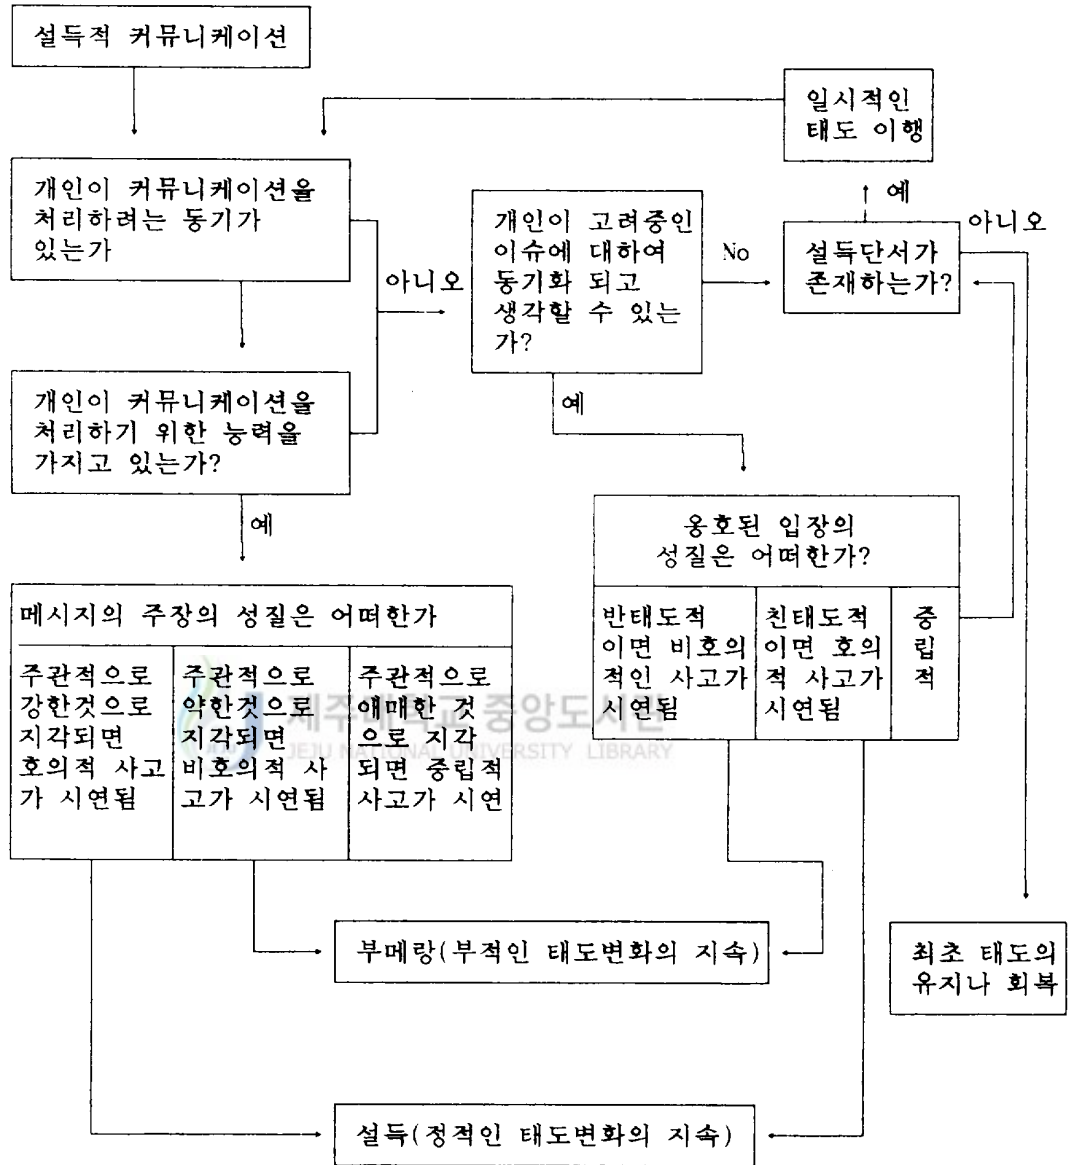 설득적 커뮤니케이션
일시적인
태도 이행
개인이 커뮤니케이션을
처리하려는 동기가
있는가
아니오
개인이 고려중인
이슈에 대하여
동기화 되고
생각할 수 있는
가?
No
예
아니오
설득단서가
존재하는가?
개인이 커뮤니케이션을
처리하기 위한 능력을
가지고 있는가?
예
예
옹호된 입장의
성질은 어떠한가?
반태도적
이면 비호의
적인 사고가
시연됨
친태도적
이면 호의
적 사고가
시연됨
중
립
적
메시지의 주장의 성질은 어떠한가
주관적으로
강한것으로
지각되면
호의적 사고
가 시연됨
주관적으로
약한것으로
지각되면
비호의적 사
고가 시연됨
주관적으로
애매한 것
으로 지각
되면 중립적
사고가 시연
제주대학교 중앙도서관
JEJU NATIONAL UNIVERSITY LIBRARY
부메랑(부적인 태도변화의 지속)
최초 태도의
유지나 회복
설득(정적인 태도변화의 지속)